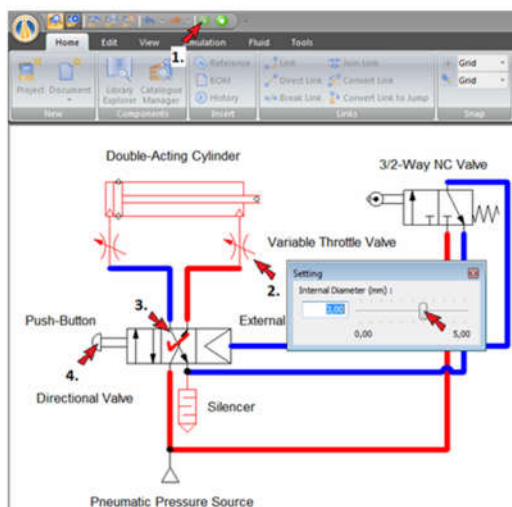 Home Edit View Simulation Fluid Tools
1.
Project Document Library Explorer Catalogue Manager Reference BOM History Link Direct Link Break Link Join Link Convert Link Convert Link to Jump Grid Grid
New Components Insert Links Snap
Double-Acting Cylinder
3/2-Way NC Valve
Variable Throttle Valve
2.
Setting
Internal Diameter (mm) :
0,00 5,00
3.
Push-Button
External
4.
Directional Valve
Silencer
Pneumatic Pressure Source